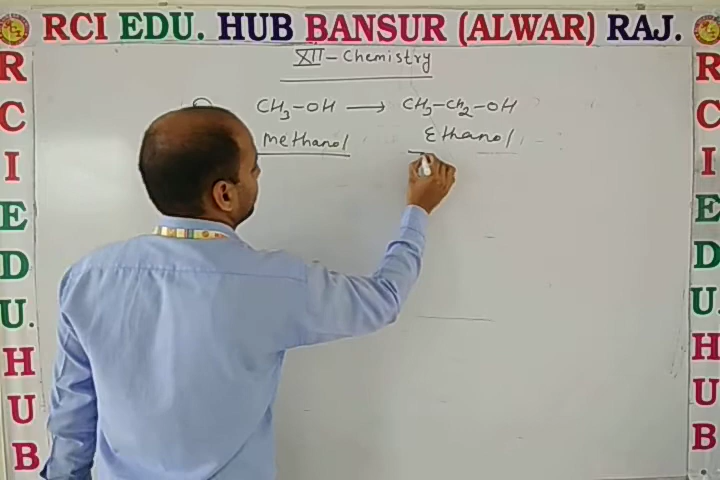 RCI EDU. HUB BANSUR (ALWAR) RAJ.
XII - Chemistry
CH3-OH ⟶ CH3-CH2-OH
Methanol Ethanol
R
C
I
E
D
U.
H
U
B
R
C
I
E
D
U.
H
U
B